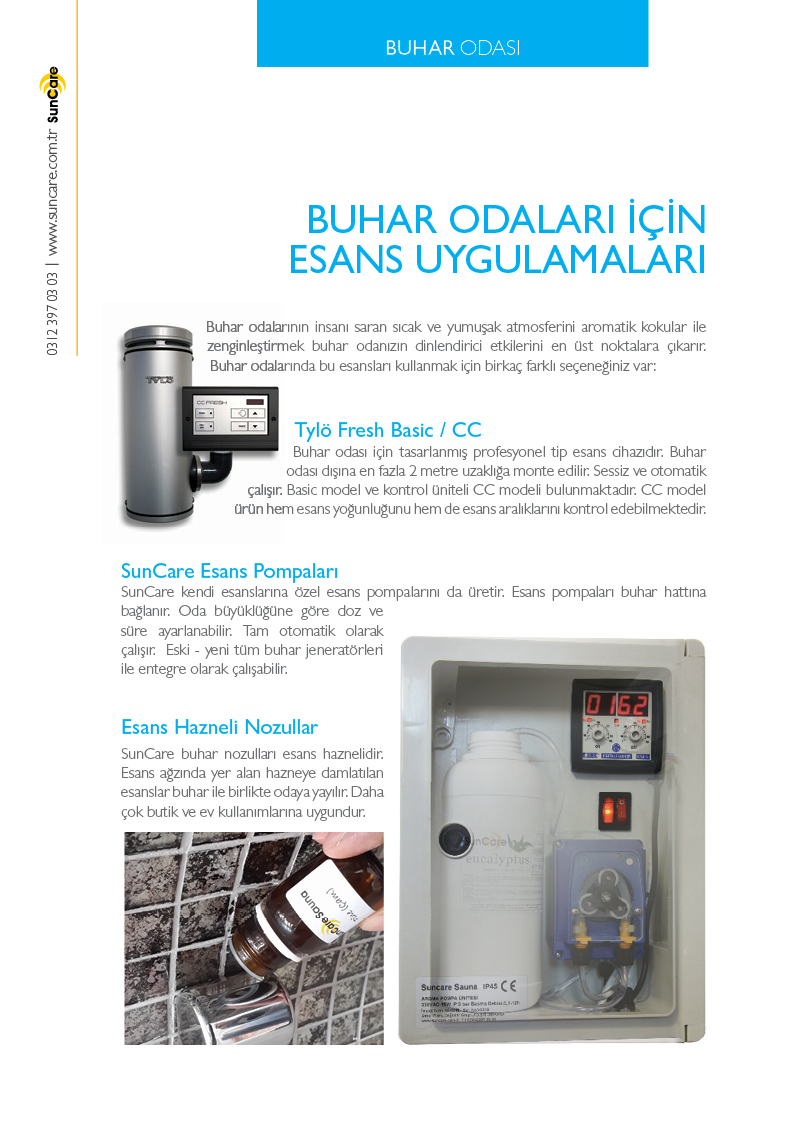 BUHAR ODASI
0312 397 03 03 | www.suncare.com.tr SunCare
BUHAR ODALARI İÇİN
ESANS UYGULAMALARI
Buhar odalarının insanı saran sıcak ve yumuşak atmosferini aromatik kokular ile
zenginleştirmek buhar odanızın dinlendirici etkilerini en üst noktalara çıkarır.
Buhar odalarında bu esansları kullanmak için birkaç farklı seçeneğiniz var:
TYLÖ
CC FRESH
Tylö Fresh Basic / CC
Buhar odası için tasarlanmış profesyonel tip esans cihazıdır. Buhar
odası dışına en fazla 2 metre uzaklığa monte edilir. Sessiz ve otomatik
çalışır. Basic model ve kontrol üniteli CC modeli bulunmaktadır. CC model
ürün hem esans yoğunluğunu hem de esans aralıklarını kontrol edebilmektedir.
SunCare Esans Pompaları
SunCare kendi esanslarına özel esans pompalarını da üretir. Esans pompaları buhar hattına
bağlanır. Oda büyüklüğüne göre doz ve
süre ayarlanabilir. Tam otomatik olarak
çalışır. Eski - yeni tüm buhar jeneratörleri
ile entegre olarak çalışabilir.
Esans Hazneli Nozullar
SunCare buhar nozulları esans haznelidir.
Esans ağzında yer alan hazneye damlatılan
esanslar buhar ile birlikte odaya yayılır. Daha
çok butik ve ev kullanımlarına uygundur.
0162
SunCare
eucalyptus
Suncare Sauna IP45 CE
AROMA POMPA ÜNİTESİ
(Çam)